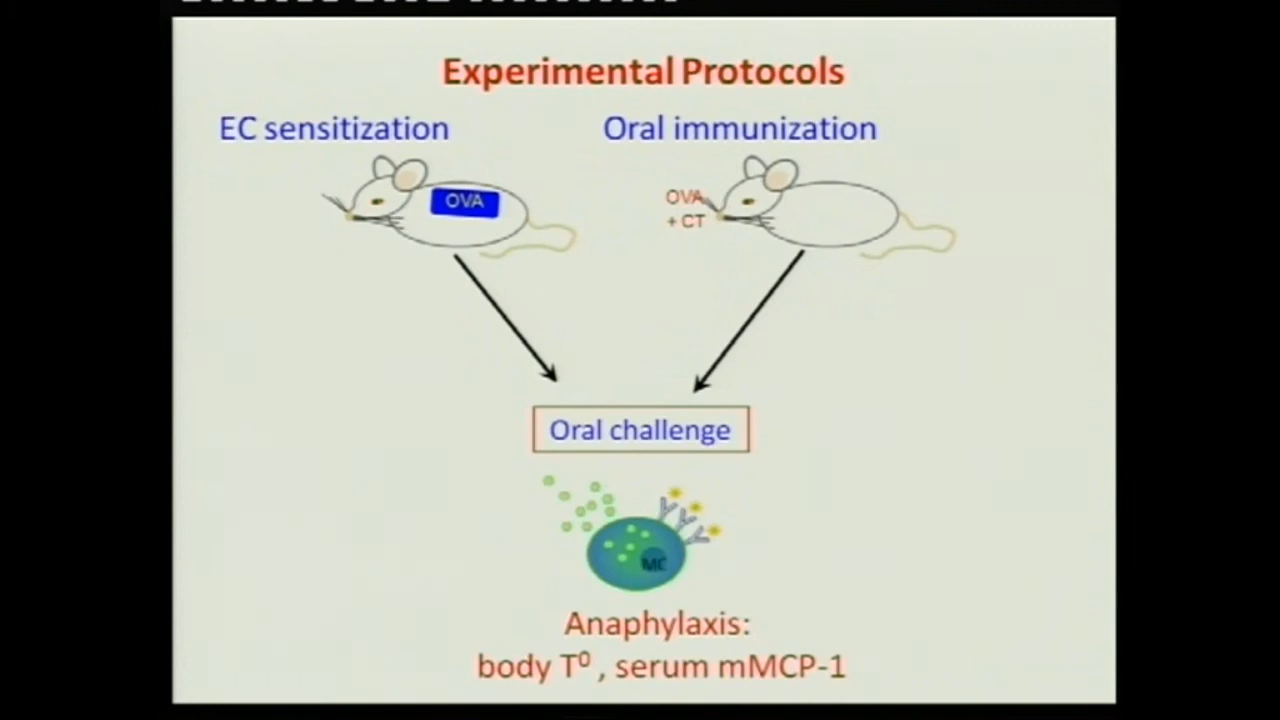 Experimental Protocols
EC sensitization
Oral immunization
OVA
OVA
+ CT
Oral challenge
MC
Anaphylaxis:
body T⁰ , serum mMCP-1